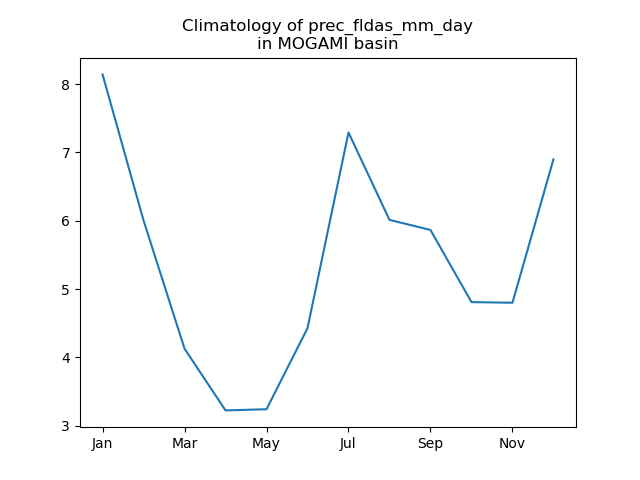 Climatology of prec_fldas_mm_day
in MOGAMI basin
8
7
6
5
4
3
Jan
Mar
May
Jul
Sep
Nov